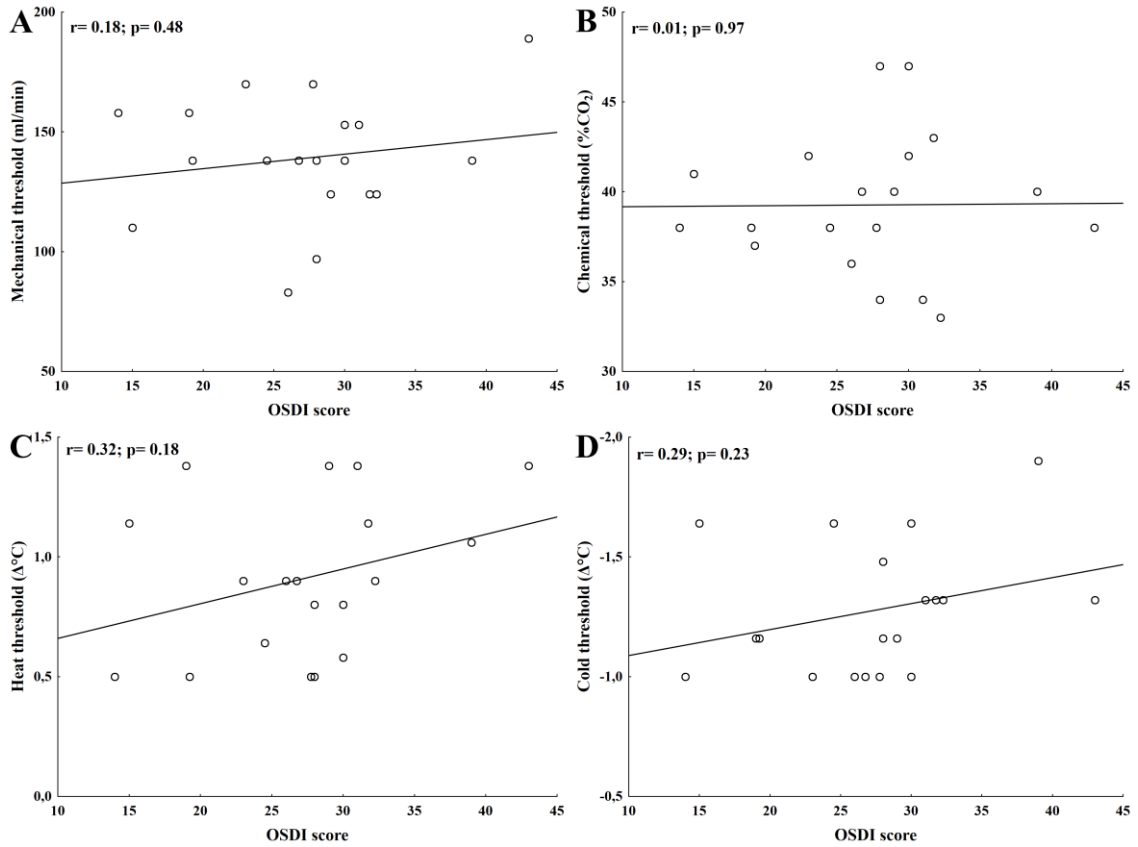 A
r= 0.18; p= 0.48
Mechanical threshold (ml/min)
200
150
100
50
10 15 20 25 30 35 40 45
OSDI score
B
r= 0.01; p= 0.97
Chemical threshold (%CO₂)
45
40
35
30
10 15 20 25 30 35 40 45
OSDI score
C
r= 0.32; p= 0.18
Heat threshold (Δ°C)
1,5
1,0
0,5
0,0
10 15 20 25 30 35 40 45
OSDI score
D
r= 0.29; p= 0.23
Cold threshold (Δ°C)
-2,0
-1,5
-1,0
-0,5
10 15 20 25 30 35 40 45
OSDI score